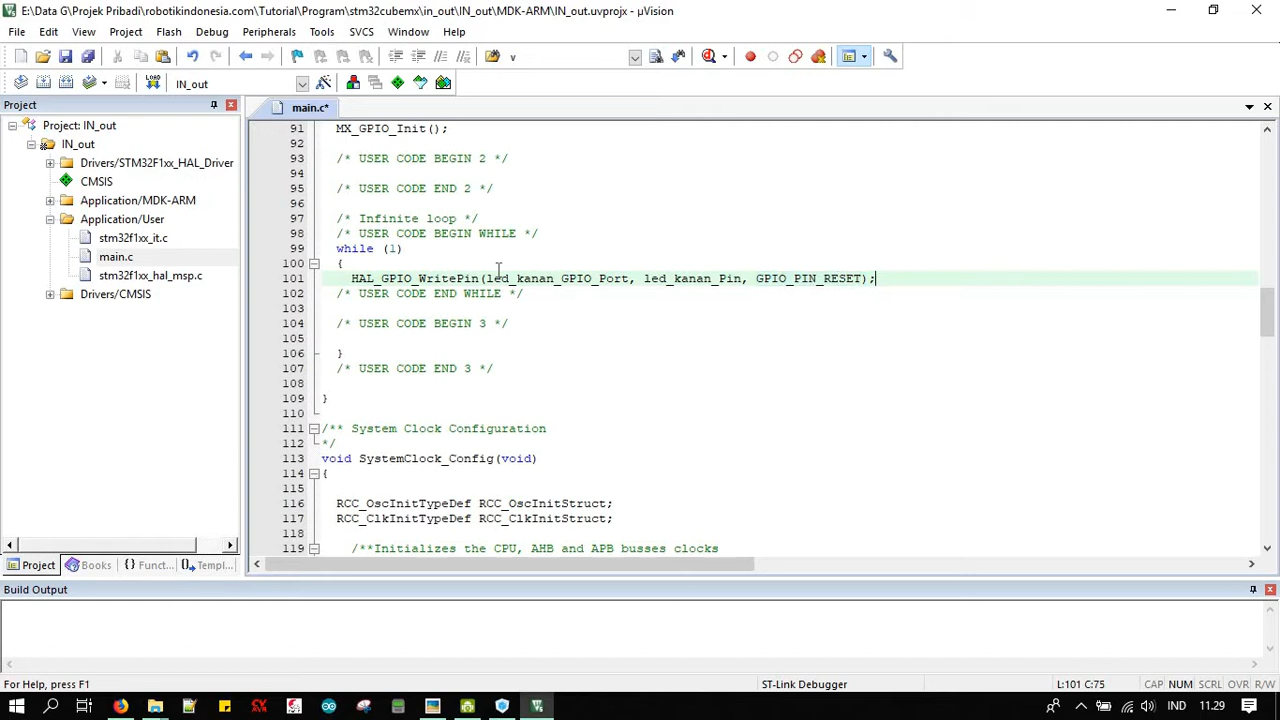 E:\Data G\Projek Pribadi\robotikindonesia.com\Tutorial\Program\stm32cubemx\in_out\IN_out\MDK-ARM\IN_out.uvprojx - µVision
File Edit View Project Flash Debug Peripherals Tools SVCS Window Help
LOAD IN_out
Project
main.c*
Project: IN_out
IN_out
Drivers/STM32F1xx_HAL_Driver
CMSIS
Application/MDK-ARM
Application/User
stm32f1xx_it.c
main.c
stm32f1xx_hal_msp.c
Drivers/CMSIS
91 MX_GPIO_Init();
92
93 /* USER CODE BEGIN 2 */
94
95 /* USER CODE END 2 */
96
97 /* Infinite loop */
98 /* USER CODE BEGIN WHILE */
99 while (1)
100 {
101 HAL_GPIO_WritePin(led_kanan_GPIO_Port, led_kanan_Pin, GPIO_PIN_RESET);
102 /* USER CODE END WHILE */
103
104 /* USER CODE BEGIN 3 */
105
106 }
107 /* USER CODE END 3 */
108
109 }
110
111 /** System Clock Configuration
112 */
113 void SystemClock_Config(void)
114 {
115
116 RCC_OscInitTypeDef RCC_OscInitStruct;
117 RCC_ClkInitTypeDef RCC_ClkInitStruct;
118
119 /**Initializes the CPU, AHB and APB busses clocks
Project Books {} Funct... Templ...
Build Output
For Help, press F1
ST-Link Debugger
L:101 C:75
CAP NUM SCRL OVR R/W
IND 11.29